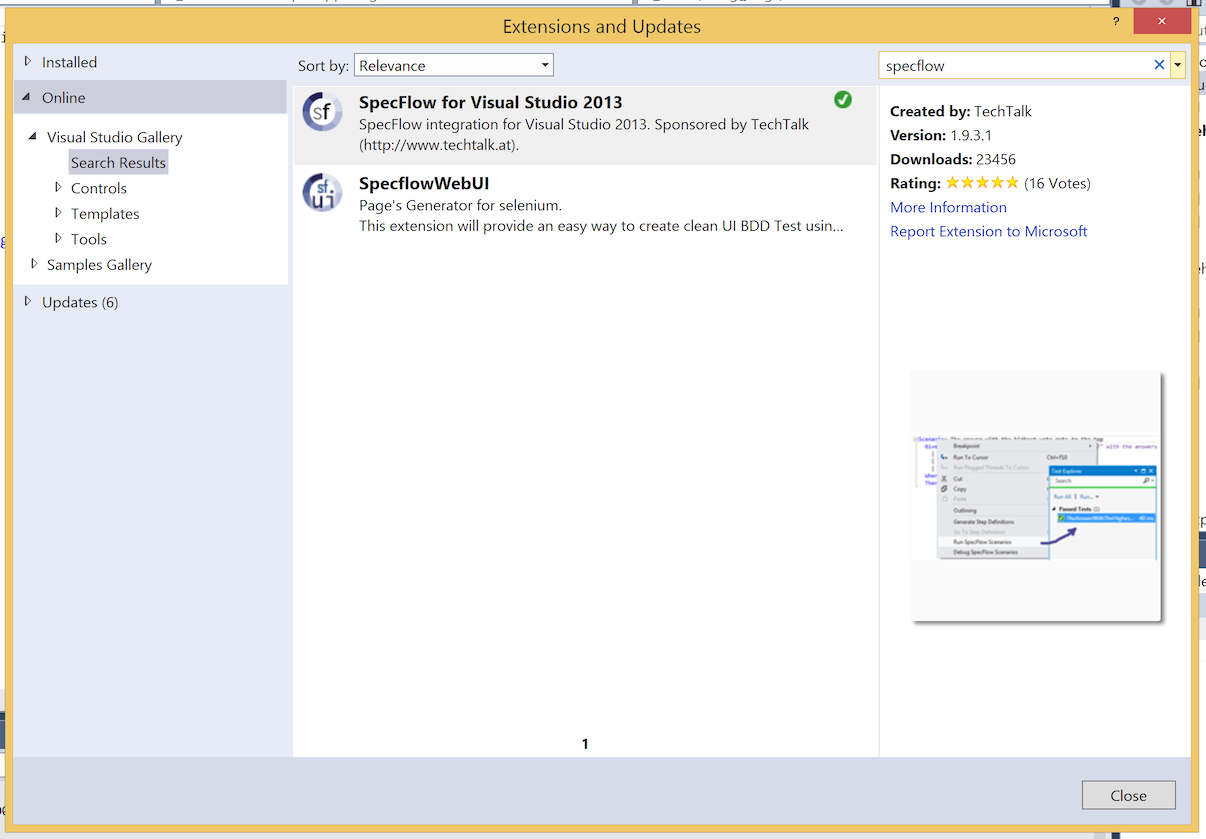 Extensions and Updates
?
Installed
Online
Visual Studio Gallery
Search Results
Controls
Templates
Tools
Samples Gallery
Updates (6)
Sort by: Relevance
sf
SpecFlow for Visual Studio 2013
SpecFlow integration for Visual Studio 2013. Sponsored by TechTalk
(http://www.techtalk.at).
sf.
ui
SpecflowWebUI
Page's Generator for selenium.
This extension will provide an easy way to create clean UI BDD Test usin...
1
specflow
Created by: TechTalk
Version: 1.9.3.1
Downloads: 23456
Rating: (16 Votes)
More Information
Report Extension to Microsoft
Breakpoint
Run To Cursor Ctrl+F10
Run Flagged Threads To Cursor
Cut
Copy
Paste
Outlining
Generate Step Definitions
Go To Step Definition
Run SpecFlow Scenarios
Debug SpecFlow Scenarios
" with the answers
Test Explorer
Search
Run All | Run...
Passed Tests (1)
Close